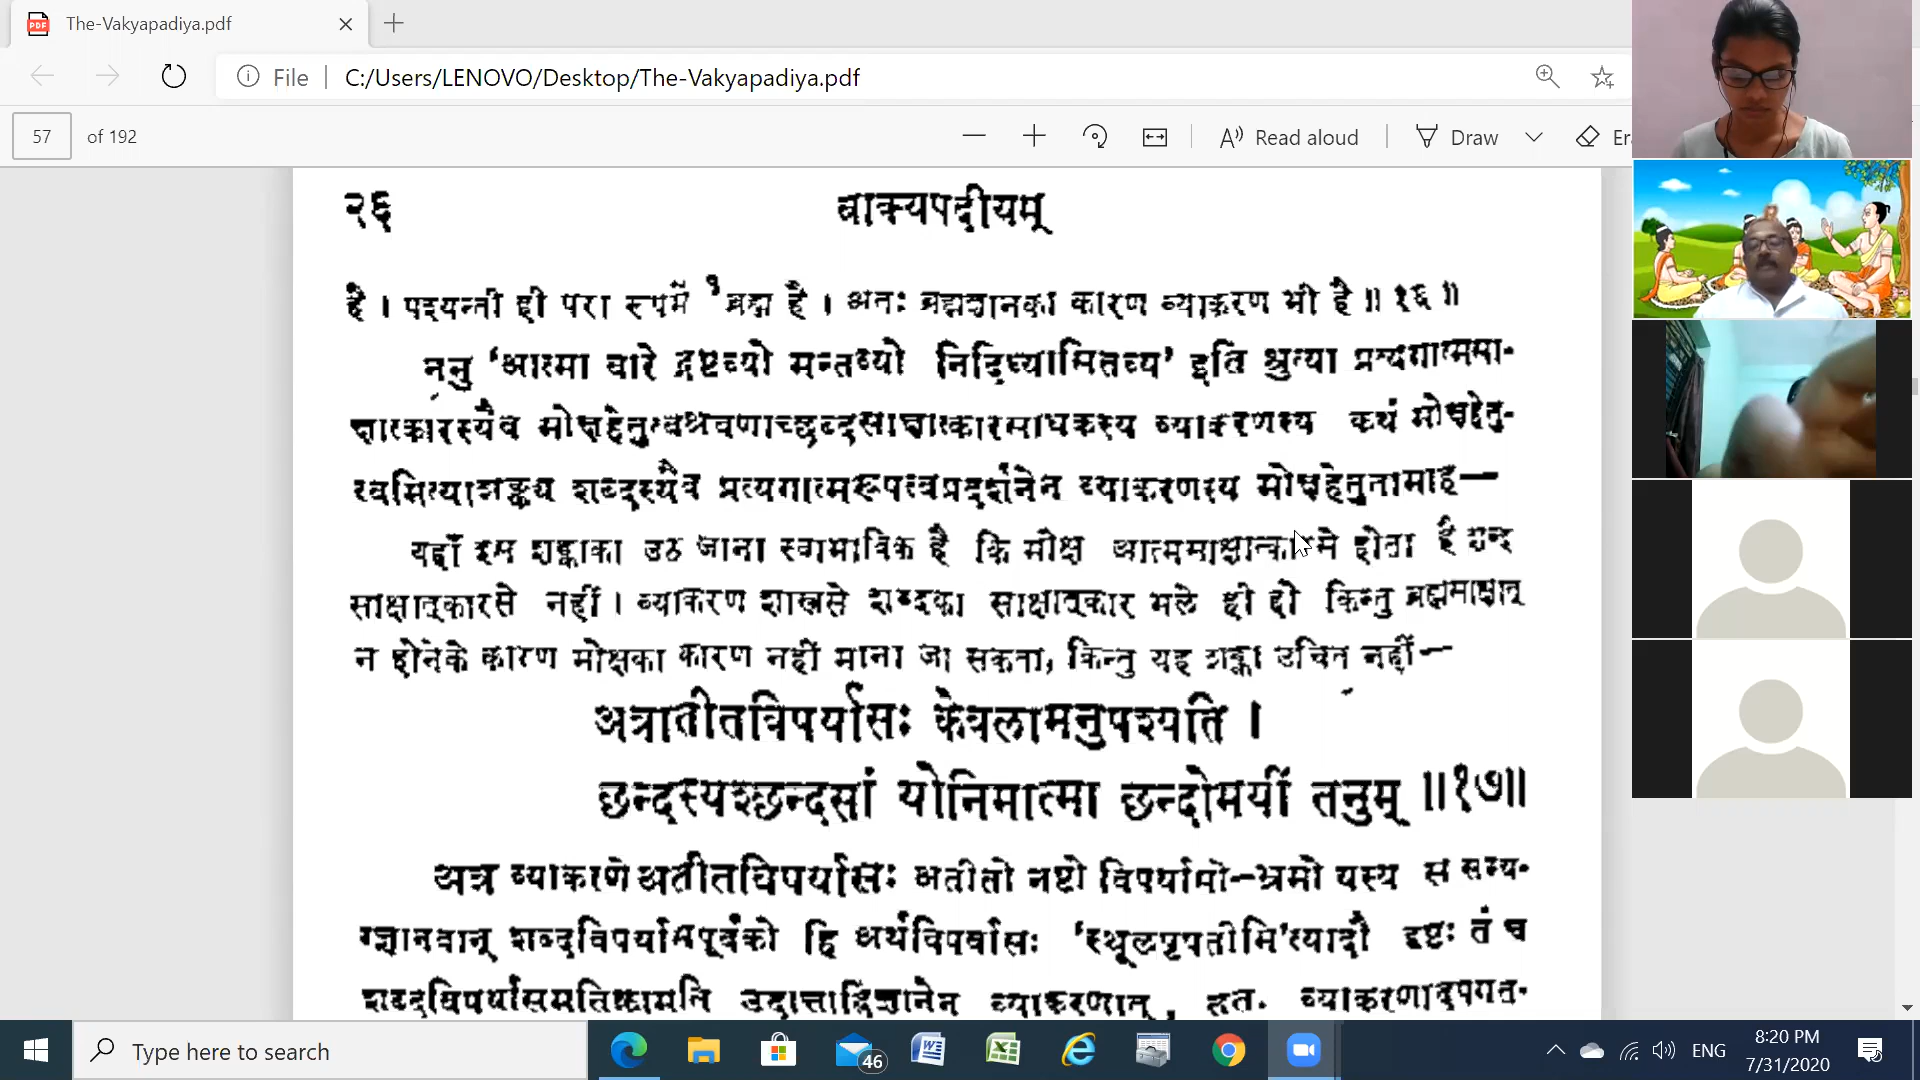 The-Vakyapadiya.pdf
File C:/Users/LENOVO/Desktop/The-Vakyapadiya.pdf
57 of 192 Read aloud Draw
२६ वाक्यपदीयम्
है । पश्यन्ती ही परा रूपमें ब्रह्म है । अतः ब्रह्मज्ञानका कारण व्याकरण भी है ॥ १६ ॥
ननु 'आत्मा वारे द्रष्टव्यो मन्तव्यो निदिध्यासितव्य' इति श्रुत्या प्रत्यगात्मसा-
क्षात्कारस्यैव मोक्षहेतुत्वश्रवणाच्छब्दसाक्षात्कारसाधकस्य व्याकरणस्य कथं मोक्षहेतु-
त्वमित्याशङ्क्य शब्दस्यैव प्रत्यगात्मरूपत्वप्रदर्शनेन व्याकरणस्य मोक्षहेतुतामाह—
यहाँ इस शङ्काका उठ जाना स्वाभाविक है कि मोक्ष आत्मसाक्षात्कारसे होता है शब्द
साक्षात्कारसे नहीं । व्याकरण शास्त्रसे शब्दका साक्षात्कार भले ही हो किन्तु ब्रह्मसाक्षात्
न होनेके कारण मोक्षका कारण नहीं माना जा सकता, किन्तु यह शङ्का उचित नहीं—
अत्रातीतविपर्यासः केवलामनुपश्यति ।
छन्दस्यश्छन्दसां योनिमात्मा छन्दोमयीं तनुम् ॥१७॥
अत्र व्याकरणे अतीतविपर्यासः अतीतो नष्टो विपर्यासो—भ्रमो यस्य स सम्य-
ग्ज्ञानवान् शब्दविपर्यासपूर्वको हि अर्थविपर्यासः 'स्थूलपृषतीमि'त्यादौ दृष्टः तं च
शब्दविपर्यासमतिक्रामति उदात्तादिज्ञानेन व्याकरणात्, व्याकरणादपगत-
Type here to search 46 ENG 8:20 PM
7/31/2020